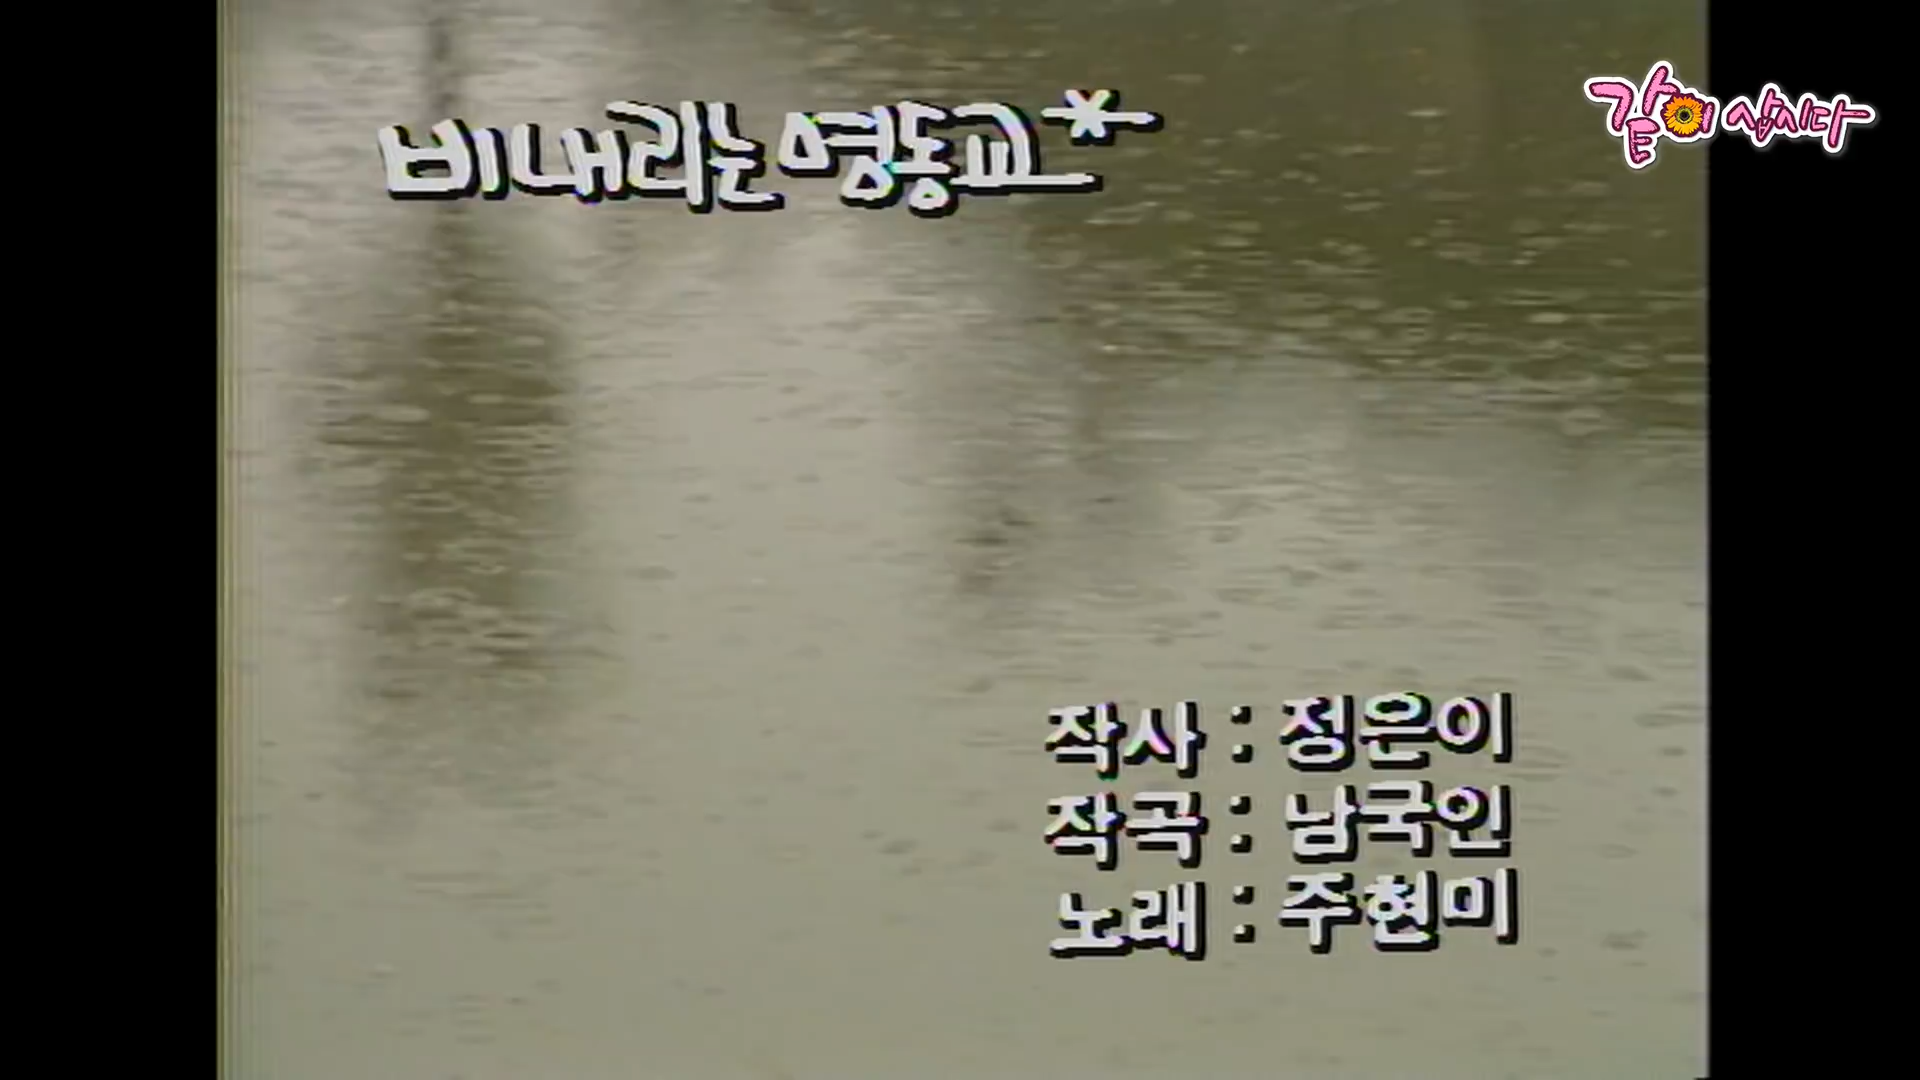 비내리는 영동교*
같이 삽시다
작사 : 정은이
작곡 : 남국인
노래 : 주현미